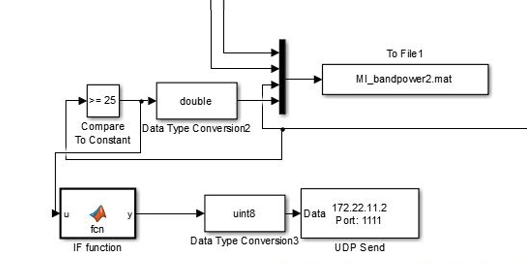 To File1
MI_bandpower2.mat
>= 25
double
Compare
To Constant
Data Type Conversion2
u
fcn
y
IF function
uint8
Data Type Conversion3
Data
172.22.11.2
Port: 1111
UDP Send